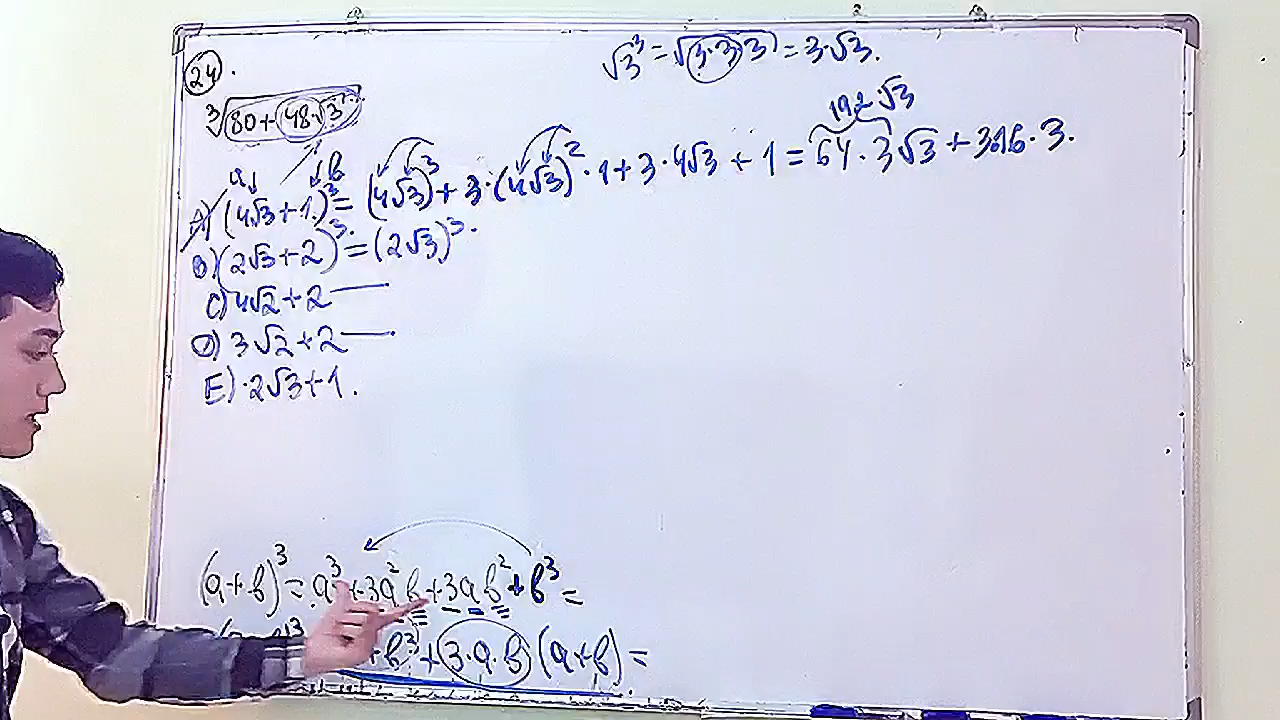 24.
√3³ = √3·3·3 = 3·√3.
∛80 + 48·√3
192·√3
a b
A) (4√3 + 1)³ = (4√3)³ + 3·(4√3)²·1 + 3·4√3 + 1 = 64·3√3 + 3·16·3.
B) (2√3 + 2)³ = (2√3)³.
C) 4√2 + 2
D) 3√2 + 2
E) 2√3 + 1.
(a + b)³ = a³ + 3a²b + 3ab² + b³ =
+ b³ + 3·a·b (a + b) =